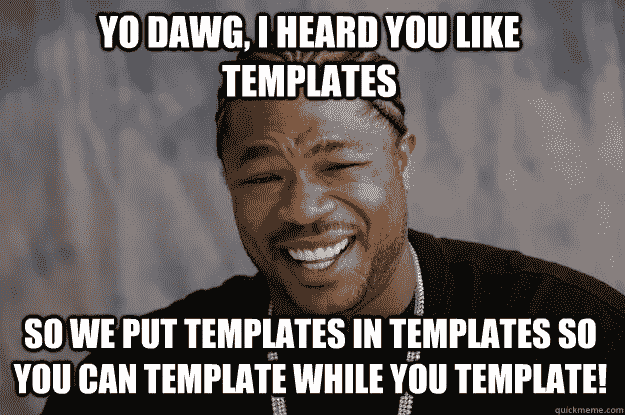 YO DAWG, I HEARD YOU LIKE
TEMPLATES
SO WE PUT TEMPLATES IN TEMPLATES SO
YOU CAN TEMPLATE WHILE YOU TEMPLATE!
quickmeme.com